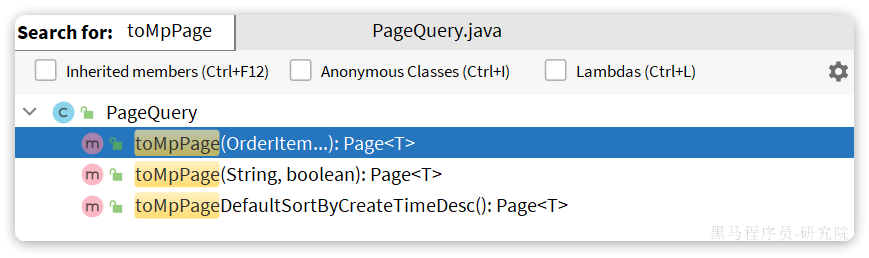 Search for: toMpPage PageQuery.java
Inherited members (Ctrl+F12) Anonymous Classes (Ctrl+I) Lambdas (Ctrl+L)
C PageQuery
m toMpPage(OrderItem...): Page<T>
m toMpPage(String, boolean): Page<T>
m toMpPageDefaultSortByCreateTimeDesc(): Page<T>
黑马程序员-研究院